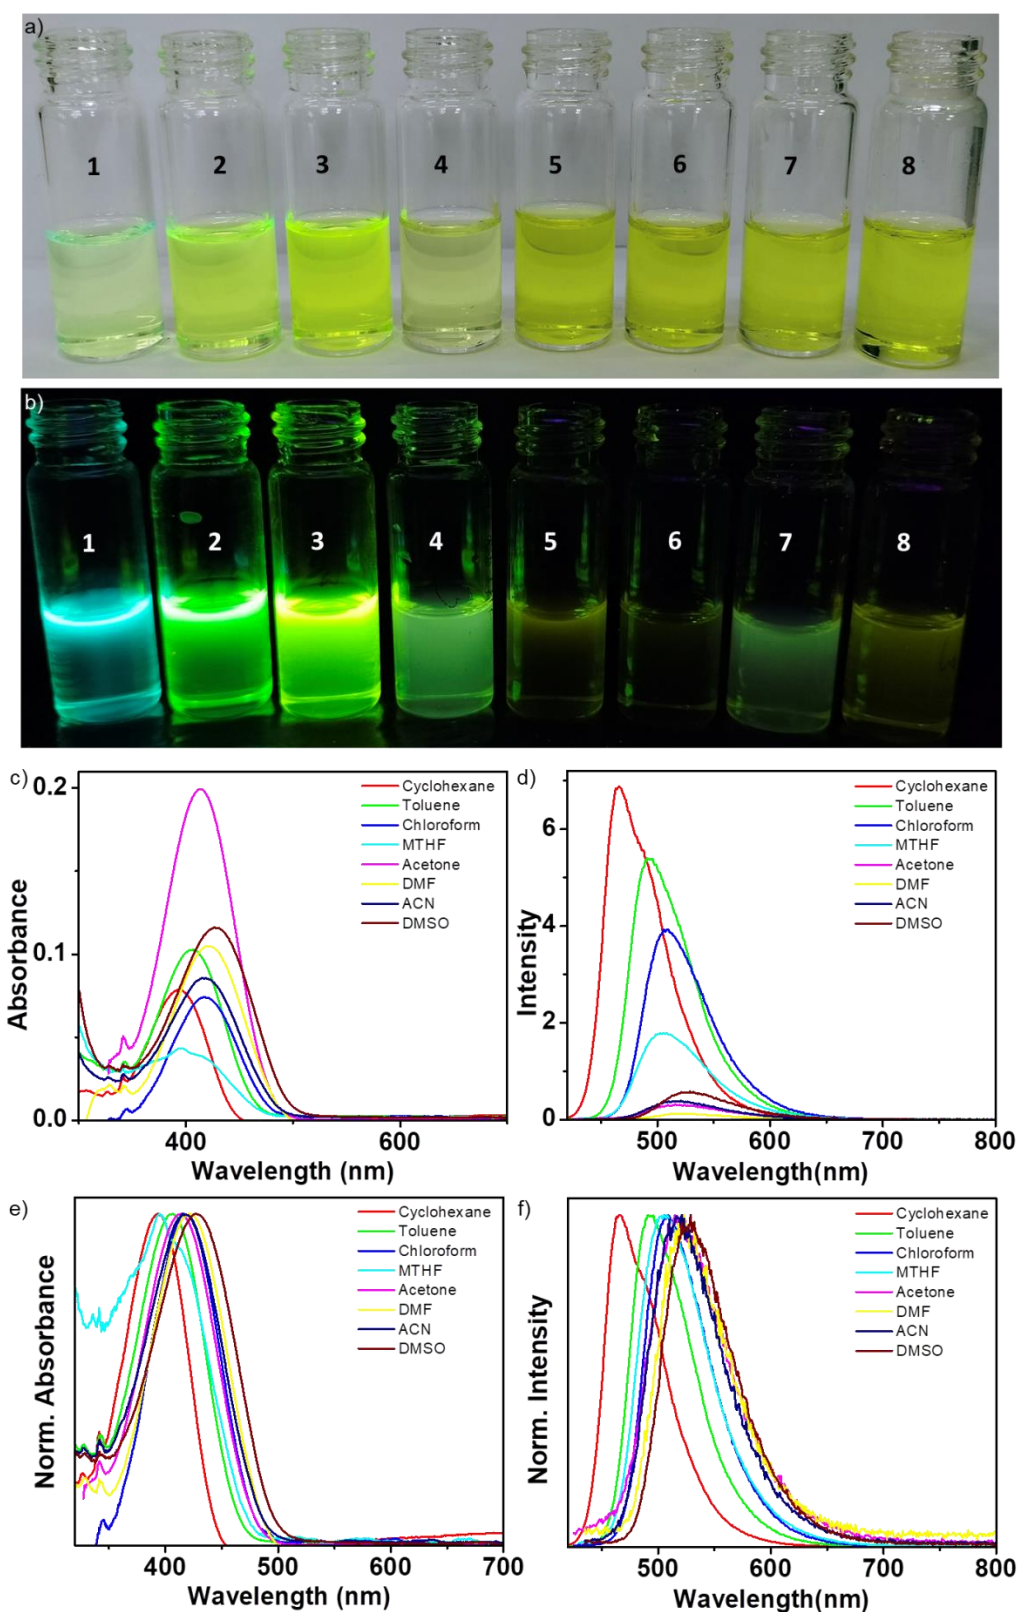 a)
1 2 3 4 5 6 7 8
b)
1 2 3 4 5 6 7 8
c)
Absorbance
0.2
0.1
0.0
400 600
Wavelength (nm)
Cyclohexane
Toluene
Chloroform
MTHF
Acetone
DMF
ACN
DMSO
d)
Intensity
6
4
2
0
500 600 700 800
Wavelength(nm)
Cyclohexane
Toluene
Chloroform
MTHF
Acetone
DMF
ACN
DMSO
e)
Norm. Absorbance
400 500 600 700
Wavelength (nm)
Cyclohexane
Toluene
Chloroform
MTHF
Acetone
DMF
ACN
DMSO
f)
Norm. Intensity
500 600 700 800
Wavelength(nm)
Cyclohexane
Toluene
Chloroform
MTHF
Acetone
DMF
ACN
DMSO